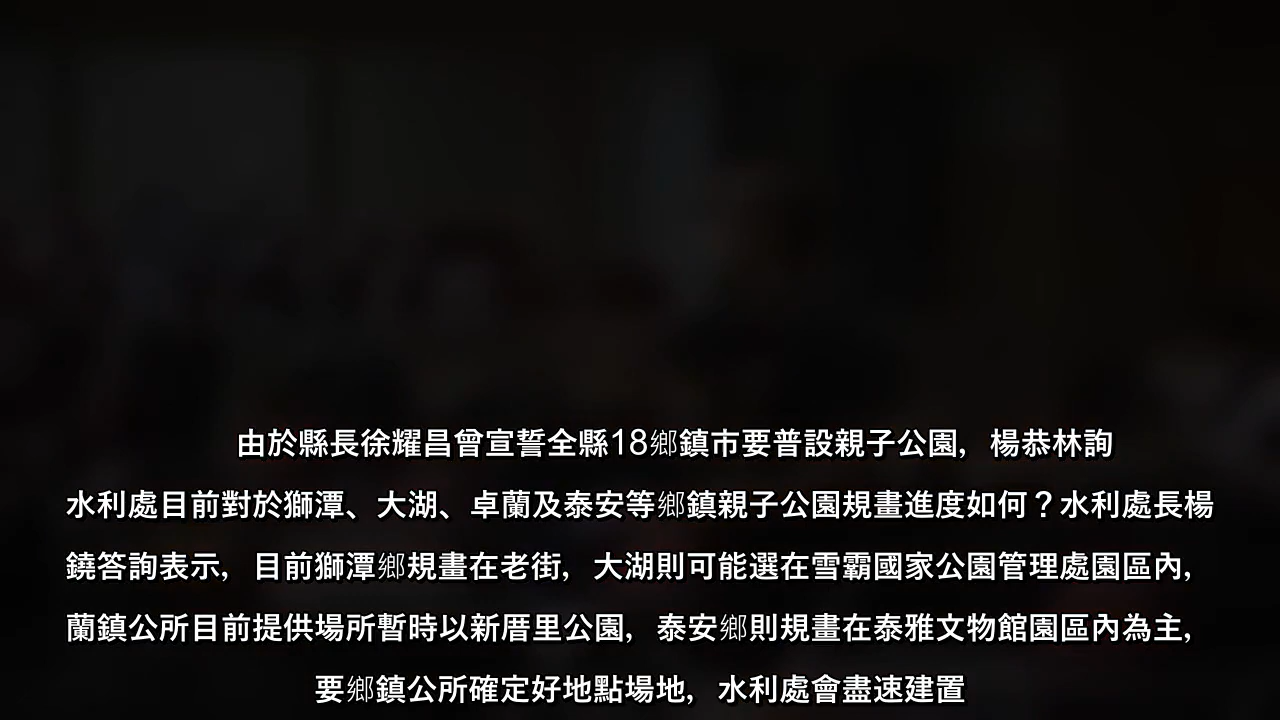 由於縣長徐耀昌曾宣誓全縣18鄉鎮市要普設親子公園，楊恭林詢
水利處目前對於獅潭、大湖、卓蘭及泰安等鄉鎮親子公園規畫進度如何？水利處長楊
鐃答詢表示，目前獅潭鄉規畫在老街，大湖則可能選在雪霸國家公園管理處園區內，
蘭鎮公所目前提供場所暫時以新厝里公園，泰安鄉則規畫在泰雅文物館園區內為主，
要鄉鎮公所確定好地點場地，水利處會盡速建置